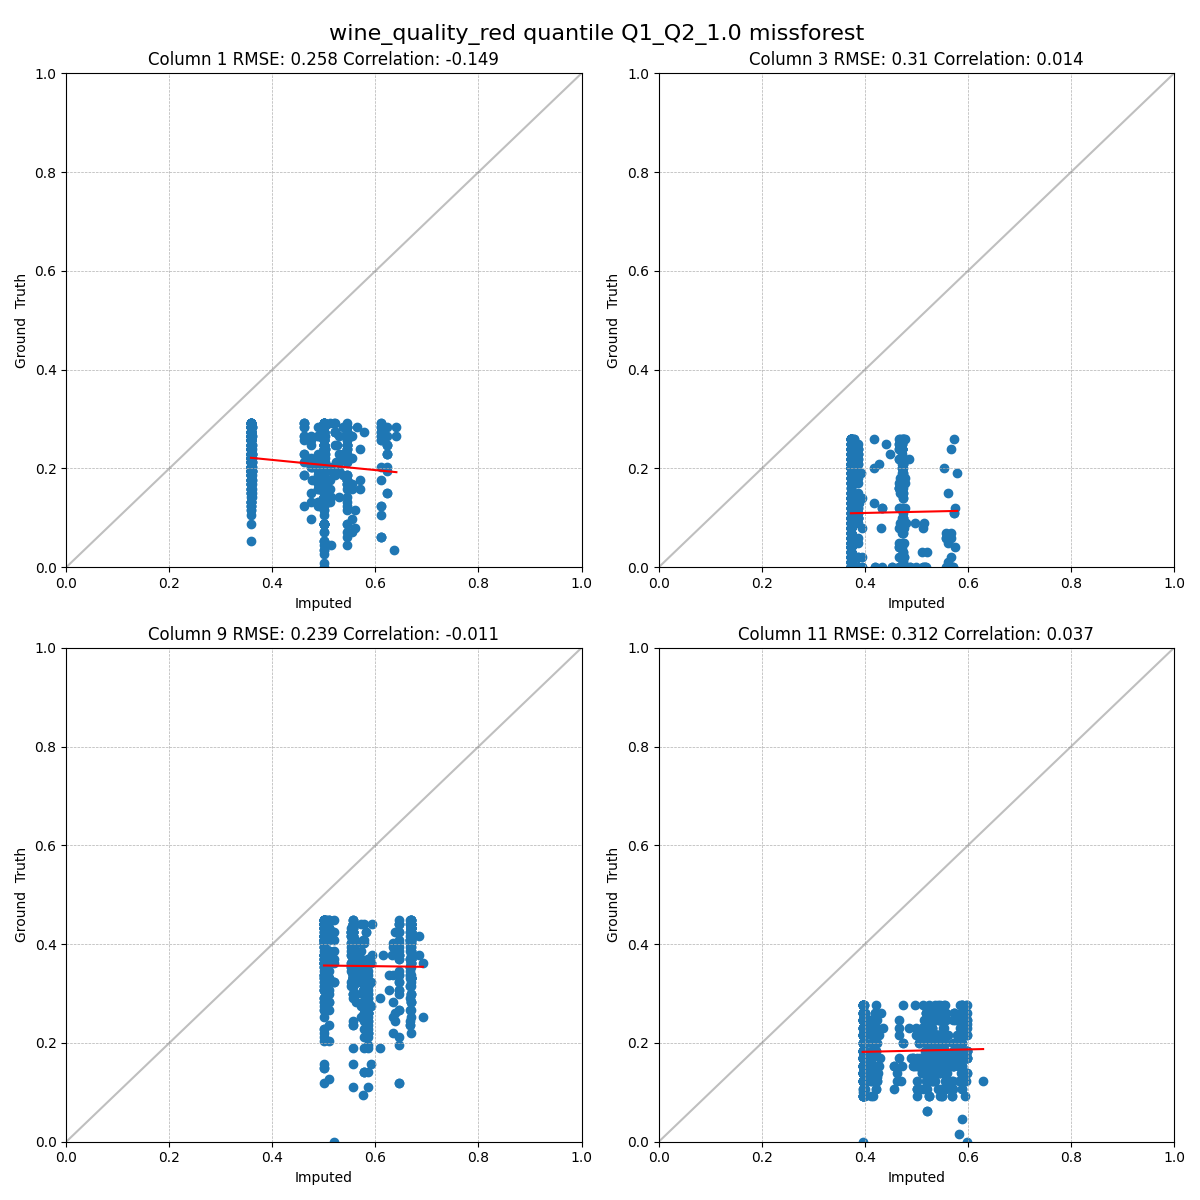 wine_quality_red quantile Q1_Q2_1.0 missforest
Column 1 RMSE: 0.258 Correlation: -0.149
1.0
0.8
0.6
0.4
0.2
0.0
Ground Truth
0.0 0.2 0.4 0.6 0.8 1.0
Imputed
Column 3 RMSE: 0.31 Correlation: 0.014
1.0
0.8
0.6
0.4
0.2
0.0
Ground Truth
0.0 0.2 0.4 0.6 0.8 1.0
Imputed
Column 9 RMSE: 0.239 Correlation: -0.011
1.0
0.8
0.6
0.4
0.2
0.0
Ground Truth
0.0 0.2 0.4 0.6 0.8 1.0
Imputed
Column 11 RMSE: 0.312 Correlation: 0.037
1.0
0.8
0.6
0.4
0.2
0.0
Ground Truth
0.0 0.2 0.4 0.6 0.8 1.0
Imputed